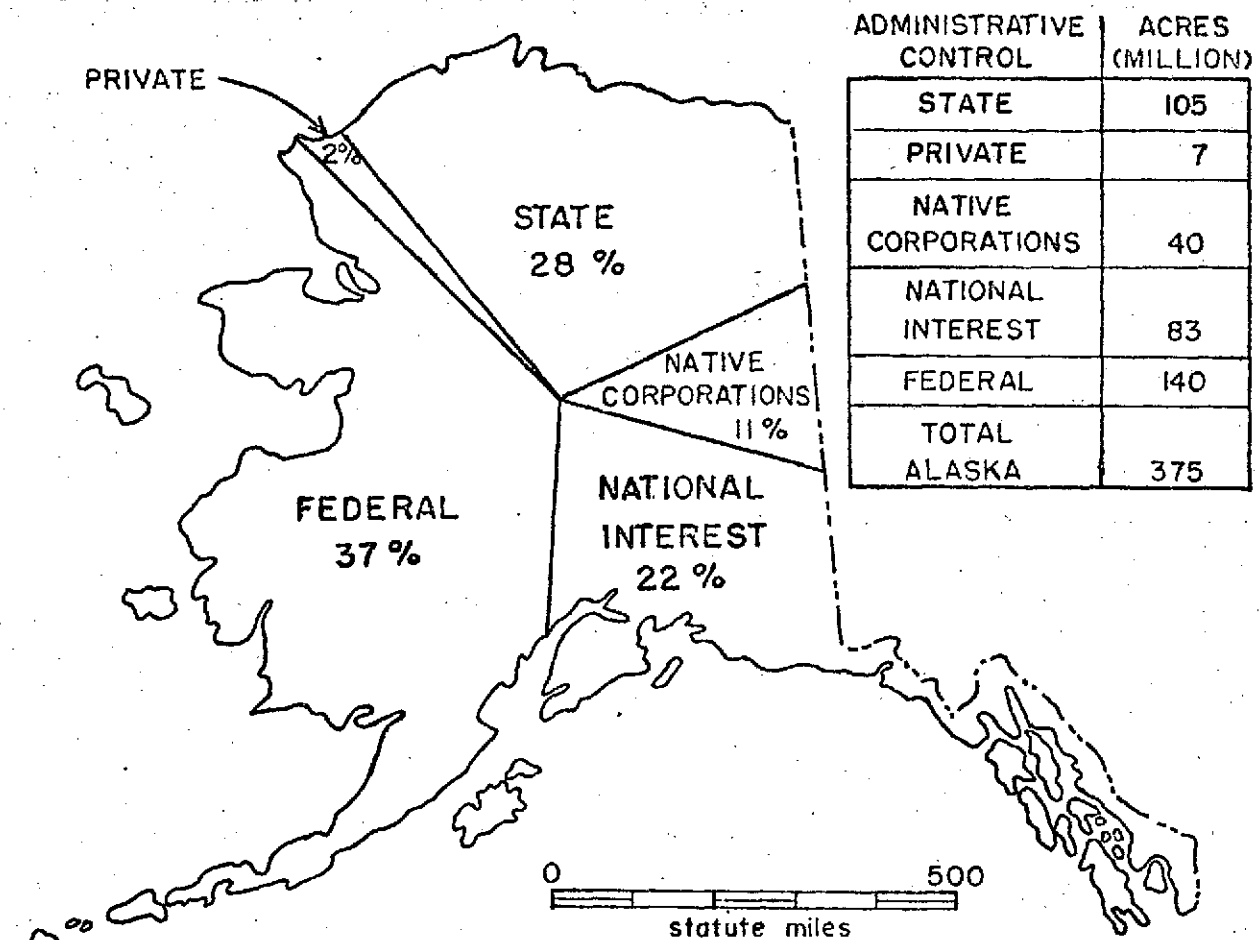 PRIVATE
2%
STATE
28 %
NATIVE
CORPORATIONS
11 %
FEDERAL
37 %
NATIONAL
INTEREST
22 %
0 500
statute miles
ADMINISTRATIVE CONTROL ACRES (MILLION)
STATE 105
PRIVATE 7
NATIVE
CORPORATIONS 40
NATIONAL
INTEREST 83
FEDERAL 140
TOTAL
ALASKA 375